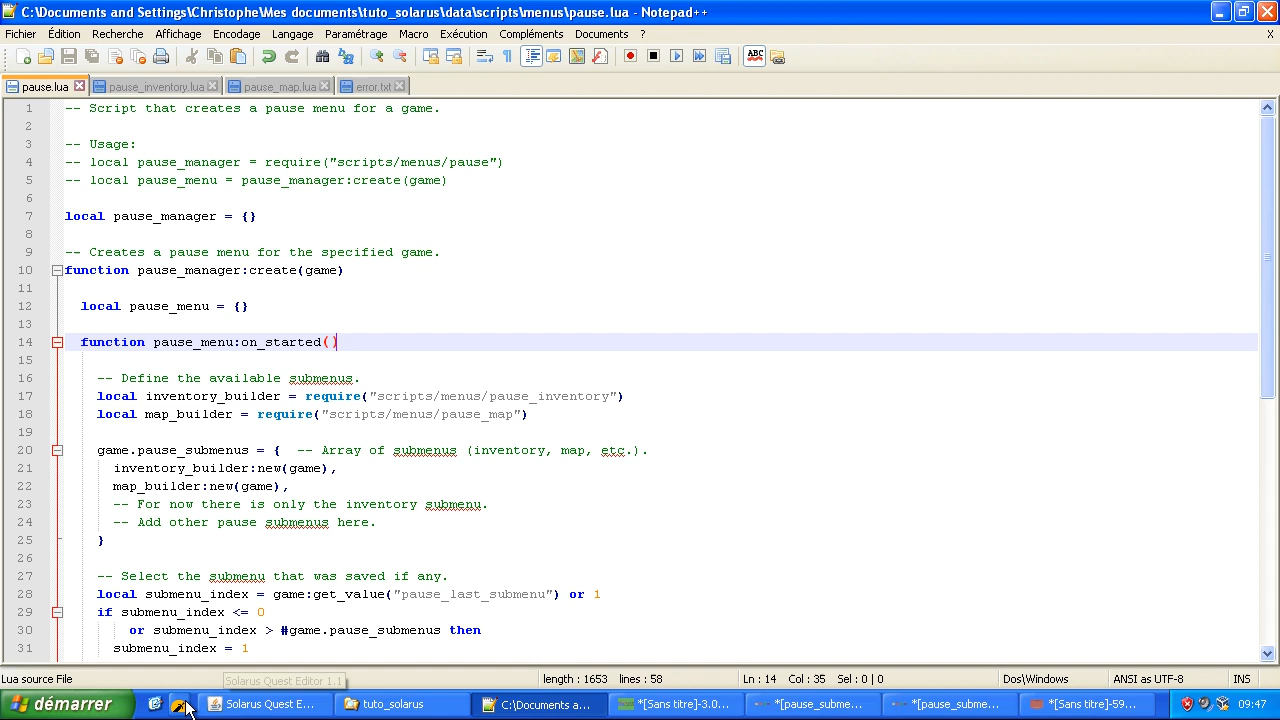 C:\Documents and Settings\Christophe\Mes documents\tuto_solarus\data\scripts\menus\pause.lua - Notepad++
Fichier Édition Recherche Affichage Encodage Langage Paramétrage Macro Exécution Compléments Documents ? X
ABC
pause.lua pause_inventory.lua pause_map.lua error.txt
1 -- Script that creates a pause menu for a game.
2
3 -- Usage:
4 -- local pause_manager = require("scripts/menus/pause")
5 -- local pause_menu = pause_manager:create(game)
6
7 local pause_manager = {}
8
9 -- Creates a pause menu for the specified game.
10 function pause_manager:create(game)
11
12 local pause_menu = {}
13
14 function pause_menu:on_started()
15
16 -- Define the available submenus.
17 local inventory_builder = require("scripts/menus/pause_inventory")
18 local map_builder = require("scripts/menus/pause_map")
19
20 game.pause_submenus = { -- Array of submenus (inventory, map, etc.).
21 inventory_builder:new(game),
22 map_builder:new(game),
23 -- For now there is only the inventory submenu.
24 -- Add other pause submenus here.
25 }
26
27 -- Select the submenu that was saved if any.
28 local submenu_index = game:get_value("pause_last_submenu") or 1
29 if submenu_index <= 0
30 or submenu_index > #game.pause_submenus then
31 submenu_index = 1
Lua source File length : 1653 lines : 58 Ln : 14 Col : 35 Dos\Windows ANSI as UTF-8 INS
Solarus Quest Editor 1.1
démarrer Solarus Quest E... tuto_solarus C:\Documents a... *[Sans titre]-3.0... *[pause_subme... *[pause_subme... *[Sans titre]-59... 09:47